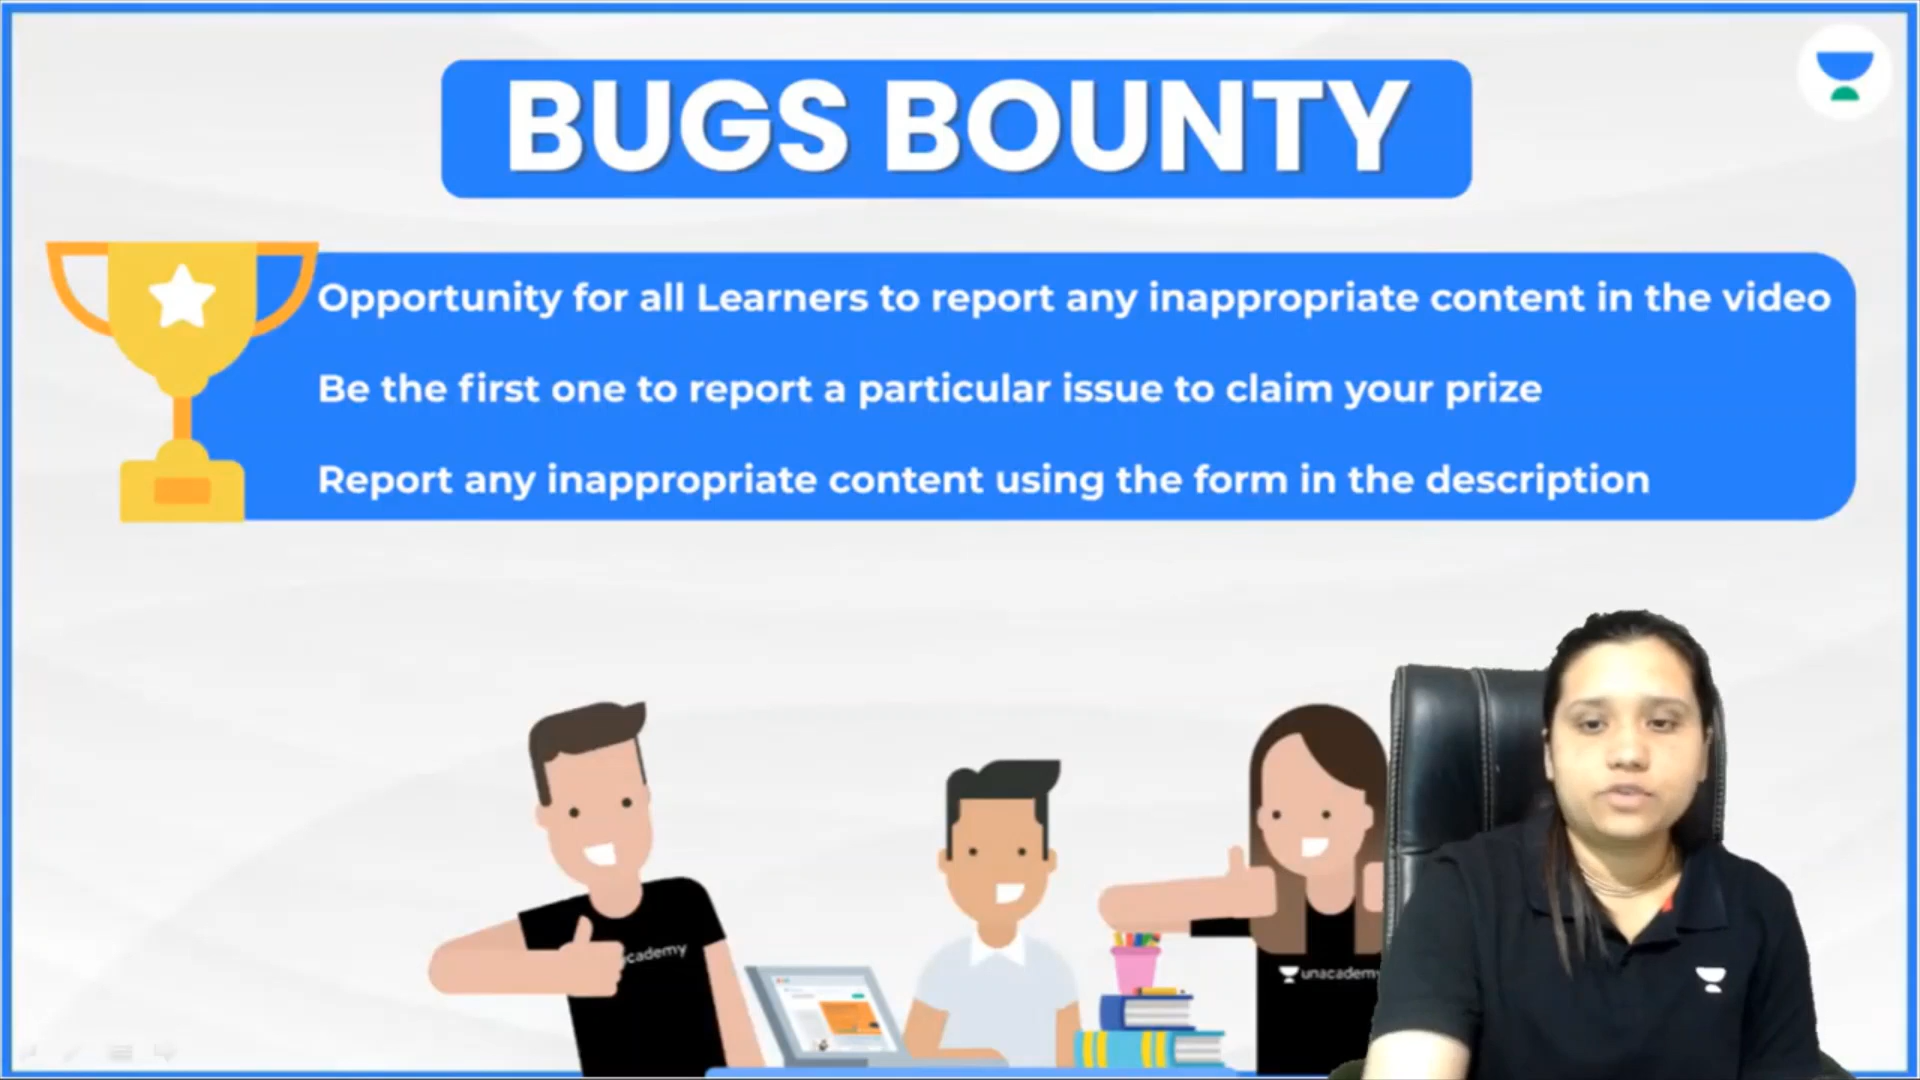 BUGS BOUNTY
Opportunity for all Learners to report any inappropriate content in the video
Be the first one to report a particular issue to claim your prize
Report any inappropriate content using the form in the description
unacademy